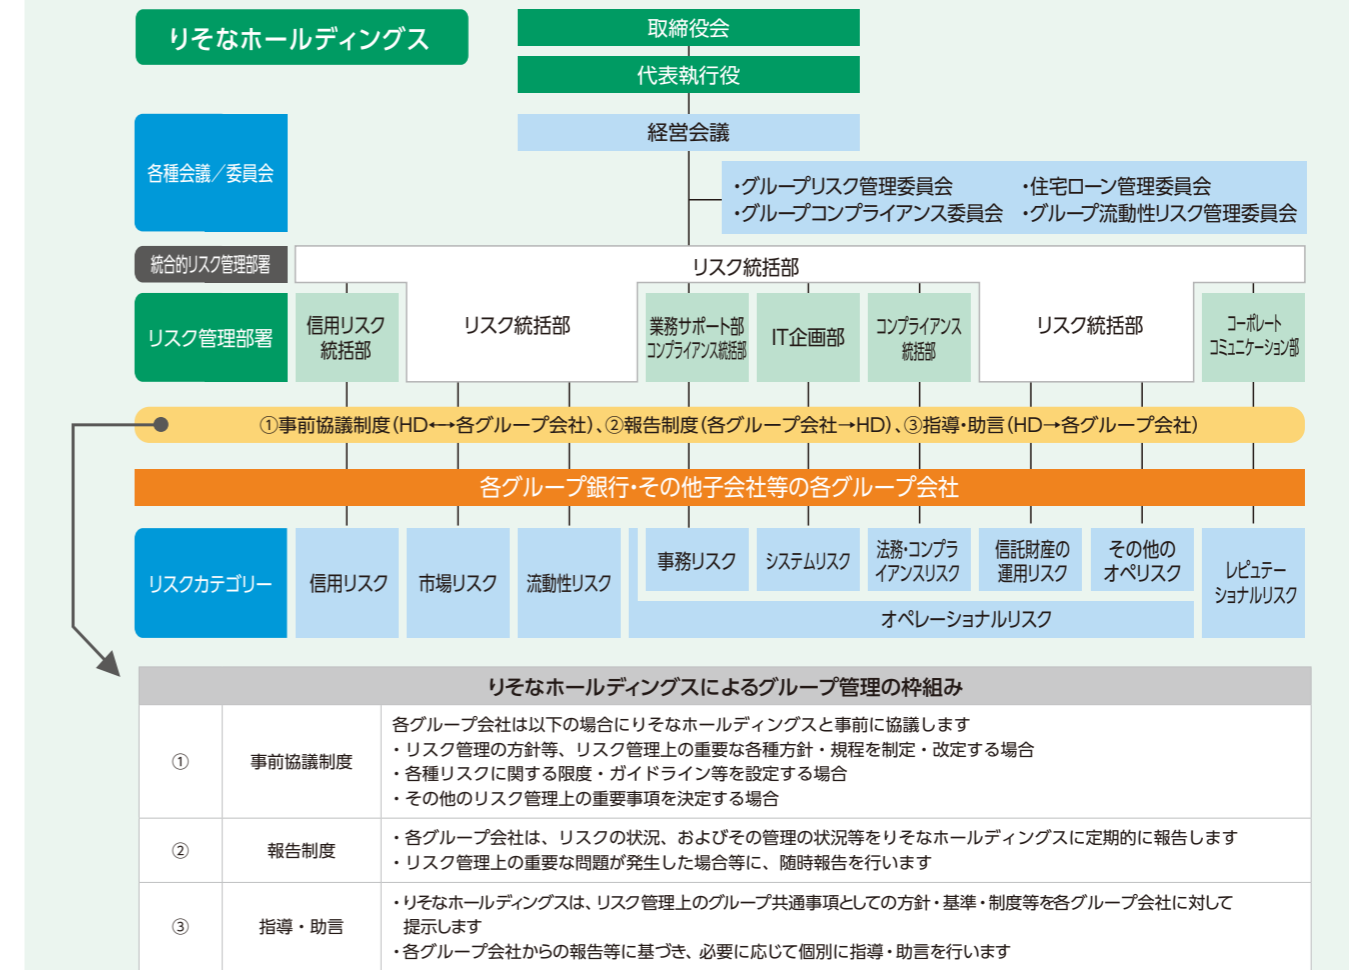 りそなホールディングス
取締役会
代表執行役
各種会議／委員会
経営会議
・グループリスク管理委員会
・住宅ローン管理委員会
・グループコンプライアンス委員会
・グループ流動性リスク管理委員会
統合的リスク管理部署
リスク統括部
リスク管理部署
信用リスク
統括部
リスク統括部
業務サポート部
コンプライアンス統括部
IT企画部
コンプライアンス
統括部
リスク統括部
コーポレート
コミュニケーション部
①事前協議制度(HD←→各グループ会社)、②報告制度(各グループ会社→HD)、③指導・助言(HD→各グループ会社)
各グループ銀行・その他子会社等の各グループ会社
リスクカテゴリー
信用リスク
市場リスク
流動性リスク
事務リスク
システムリスク
法務・コンプラ
イアンスリスク
信託財産の
運用リスク
その他の
オペリスク
オペレーショナルリスク
レピュテー
ショナルリスク
りそなホールディングスによるグループ管理の枠組み
①
事前協議制度
各グループ会社は以下の場合にりそなホールディングスと事前に協議します
・リスク管理の方針等、リスク管理上の重要な各種方針・規程を制定・改定する場合
・各種リスクに関する限度・ガイドライン等を設定する場合
・その他のリスク管理上の重要事項を決定する場合
②
報告制度
・各グループ会社は、リスクの状況、およびその管理の状況等をりそなホールディングスに定期的に報告します
・リスク管理上の重要な問題が発生した場合等に、随時報告を行います
③
指導・助言
・りそなホールディングスは、リスク管理上のグループ共通事項としての方針・基準・制度等を各グループ会社に対して
提示します
・各グループ会社からの報告等に基づき、必要に応じて個別に指導・助言を行います